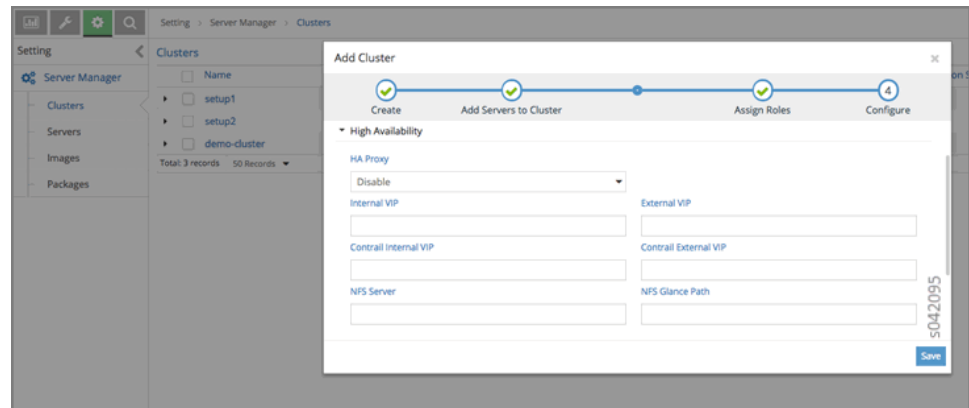 Setting > Server Manager > Clusters
Setting
Clusters
Server Manager
Name
on S
Clusters
setup1
Servers
setup2
demo-cluster
Images
Total: 3 records 50 Records
Packages
Add Cluster
4
Create
Add Servers to Cluster
Assign Roles
Configure
High Availability
HA Proxy
Disable
Internal VIP
External VIP
Contrail Internal VIP
Contrail External VIP
NFS Server
NFS Glance Path
Save
s042095